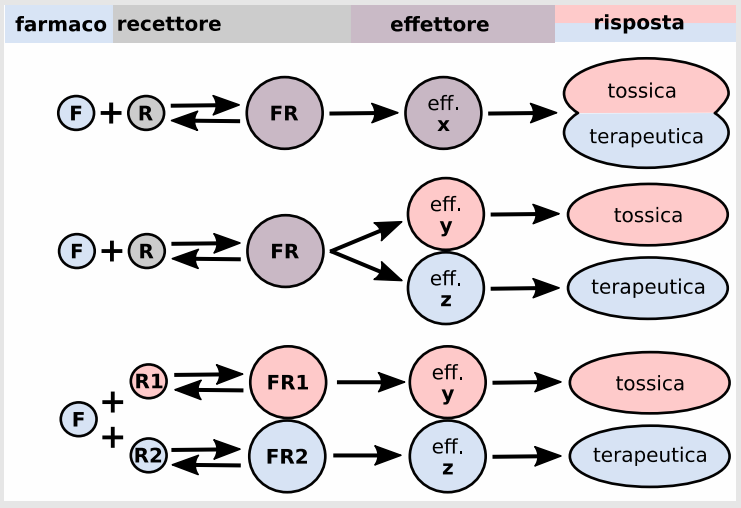 farmaco recettore effettore risposta
F + R FR eff. x tossica
terapeutica
F + R FR eff. y tossica
eff. z terapeutica
F + R1 FR1 eff. y tossica
+ R2 FR2 eff. z terapeutica